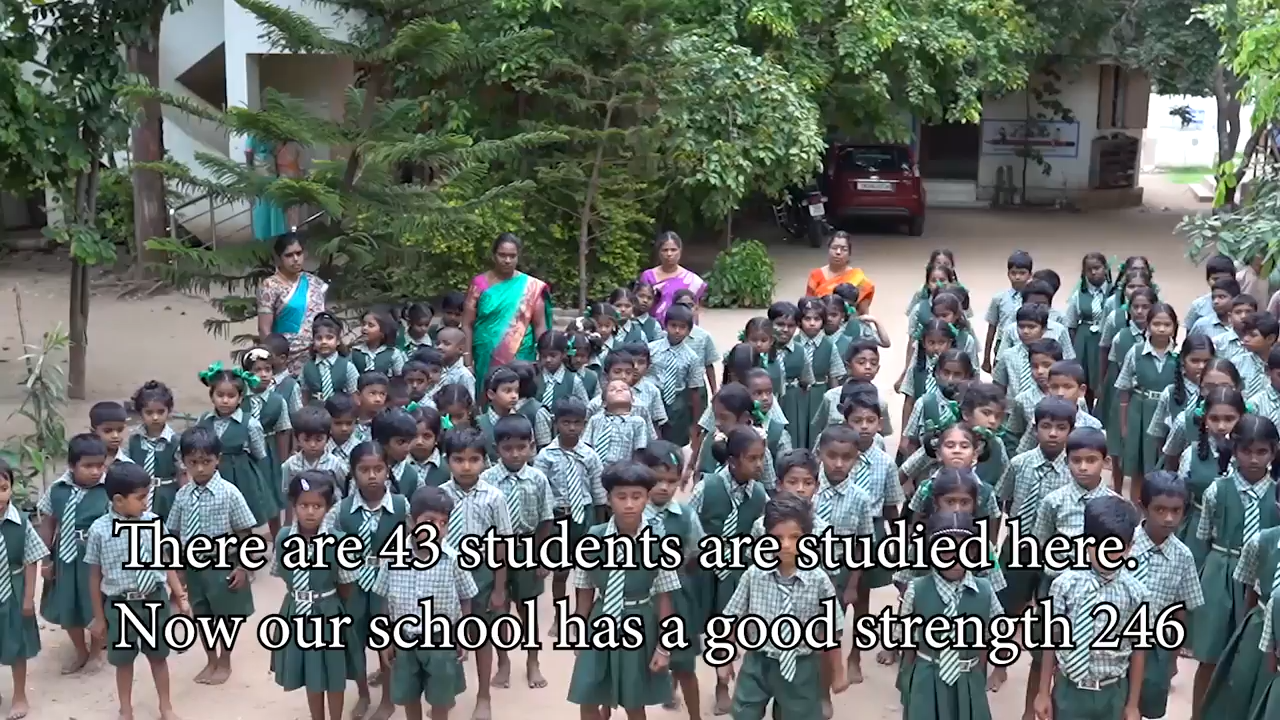 There are 43 students are studied here.
Now our school has a good strength 246